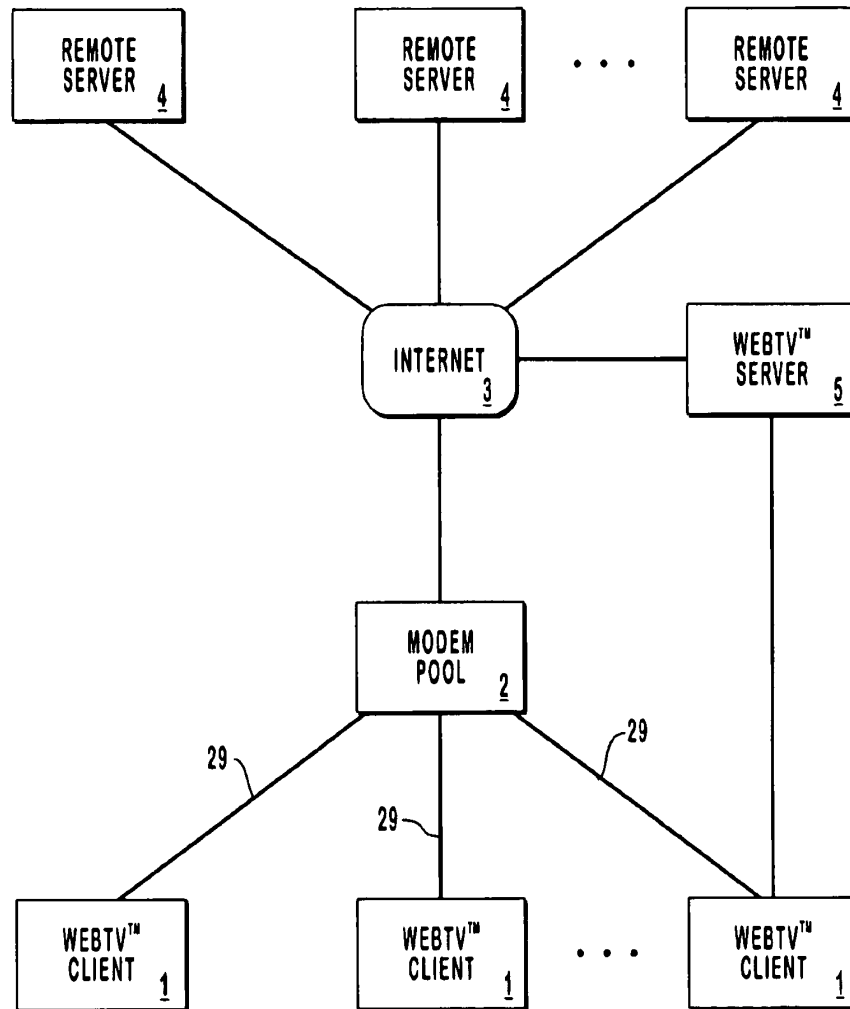 REMOTE
SERVER
4
REMOTE
SERVER
4
• • •
REMOTE
SERVER
4
INTERNET
3
WEBTV™
SERVER
5
MODEM
POOL
2
29
29
29
WEBTV™
CLIENT
1
WEBTV™
CLIENT
1
• • •
WEBTV™
CLIENT
1